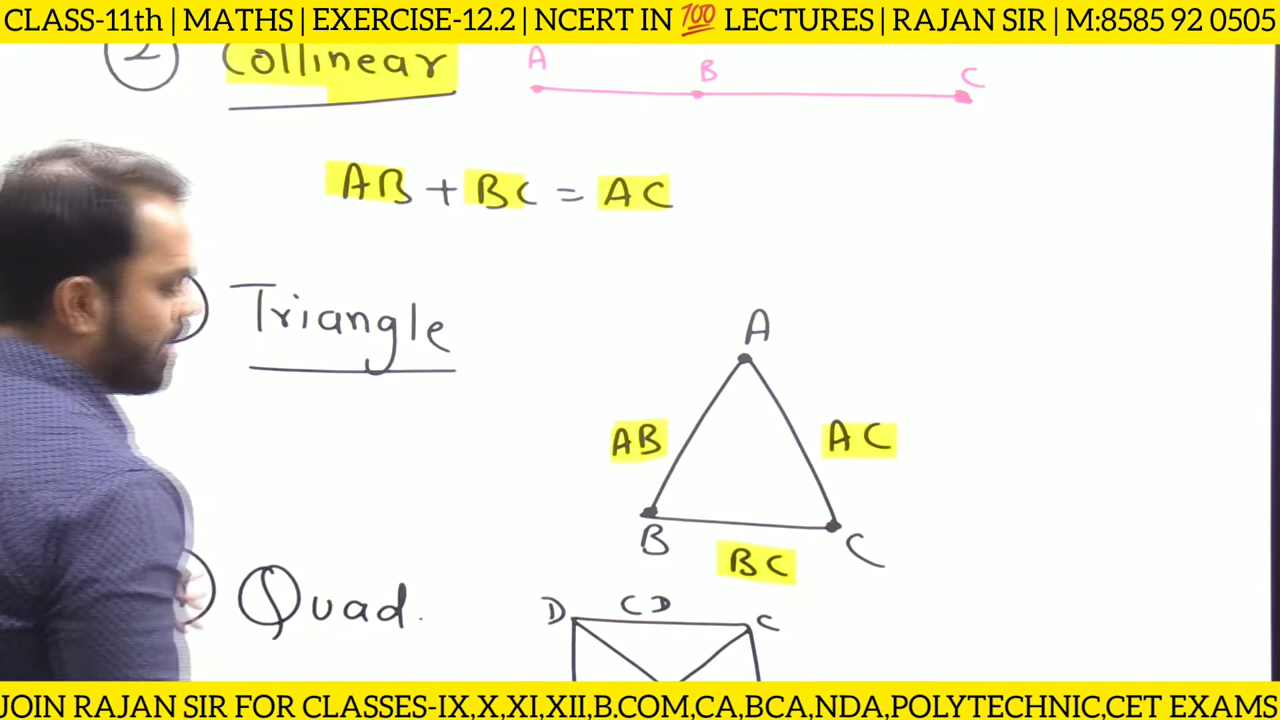 CLASS-11th | MATHS | EXERCISE-12.2 | NCERT IN 💯 LECTURES | RAJAN SIR | M:8585 92 0505
2 Collinear
A B C
AB + BC = AC
Triangle
A
AB AC
B C
BC
Quad.
D CD C
JOIN RAJAN SIR FOR CLASSES-IX,X,XI,XII,B.COM,CA,BCA,NDA,POLYTECHNIC,CET EXAMS